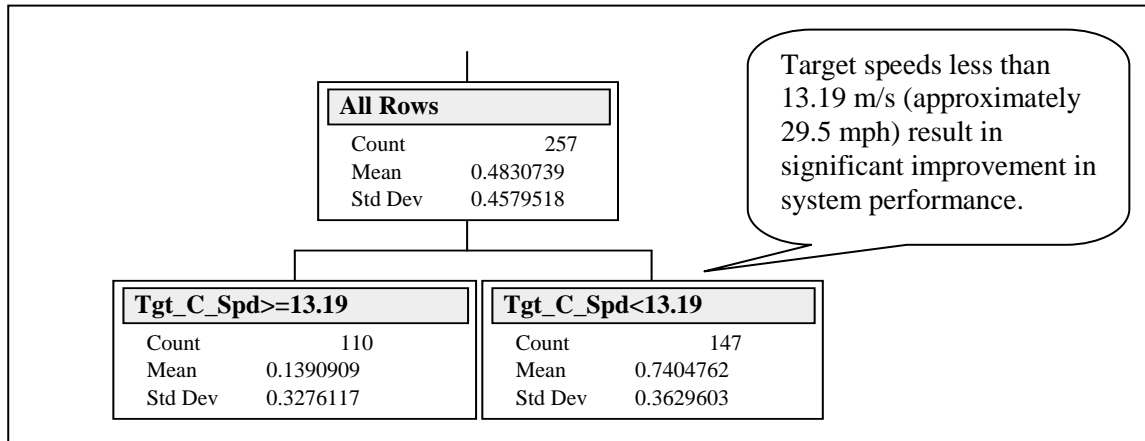 Target speeds less than
13.19 m/s (approximately
29.5 mph) result in
significant improvement in
system performance.
All Rows
Count 257
Mean 0.4830739
Std Dev 0.4579518
Tgt_C_Spd>=13.19
Count 110
Mean 0.1390909
Std Dev 0.3276117
Tgt_C_Spd<13.19
Count 147
Mean 0.7404762
Std Dev 0.3629603